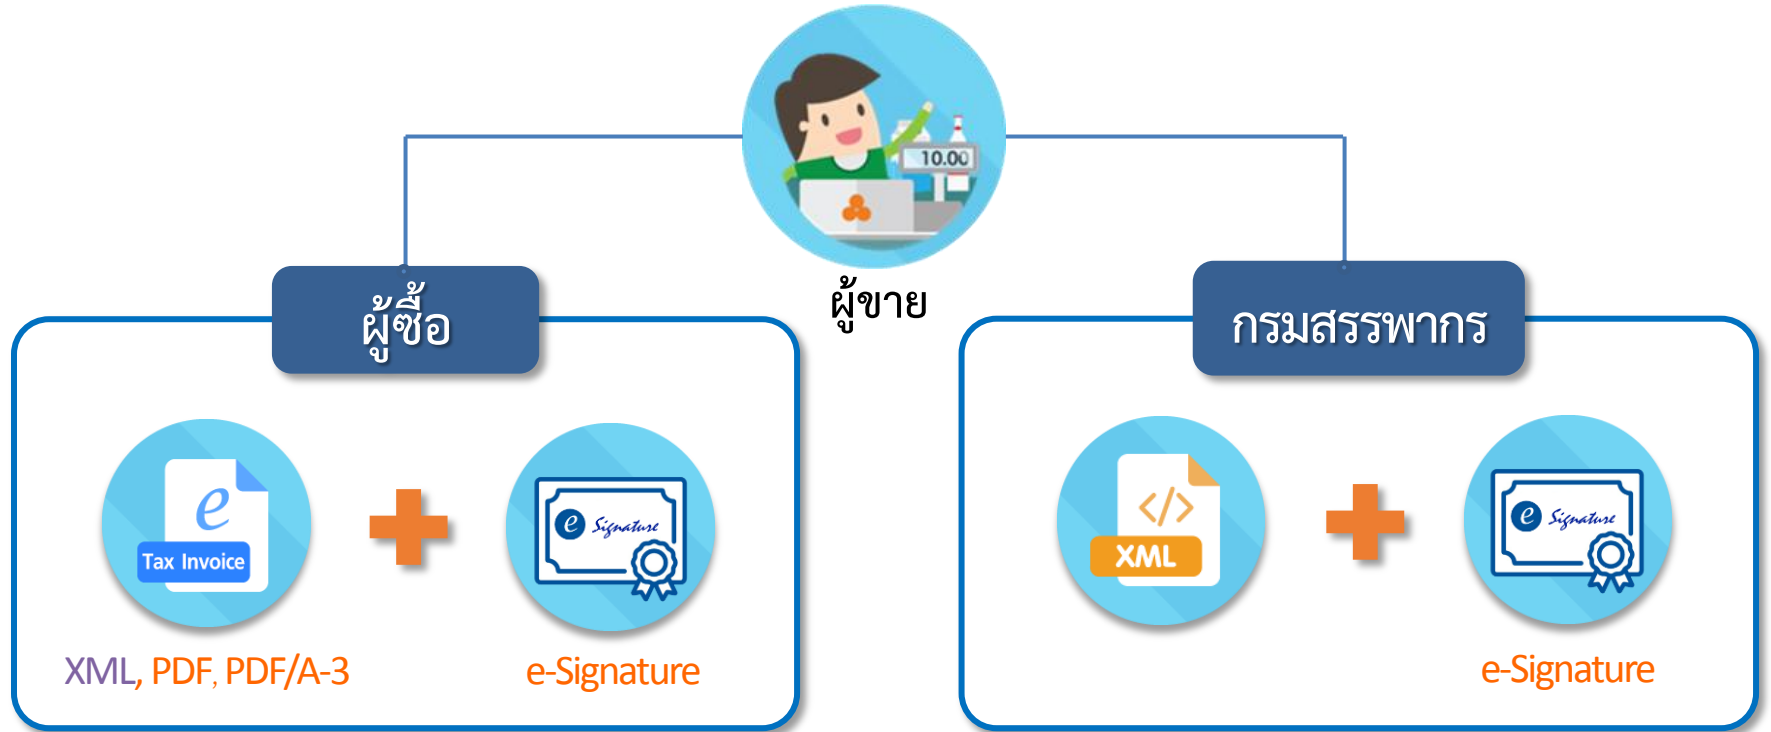 10.00
ผู้ขาย
ผู้ซื้อ
e
Tax Invoice
e Signature
XML, PDF, PDF/A-3
e-Signature
กรมสรรพากร
</>
XML
e Signature
e-Signature